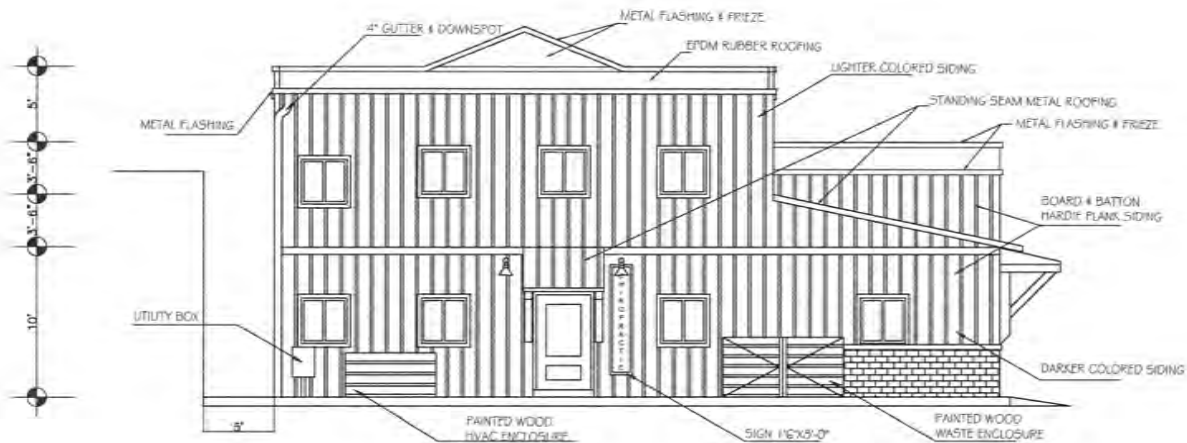 METAL FLASHING & FRIEZE
4" GUTTER & DOWNSPOT
EPDM RUBBER ROOFING
LIGHTER COLORED SIDING
STANDING SEAM METAL ROOFING
METAL FLASHING
METAL FLASHING & FRIEZE
5'
3'-6"
3'-6"
10'
BOARD & BATTON
HARDIE PLANK SIDING
CHIROPRACTIC
UTILITY BOX
DARKER COLORED SIDING
PAINTED WOOD
HVAC ENCLOSURE
SIGN 1'6"X8'-0"
PAINTED WOOD
WASTE ENCLOSURE